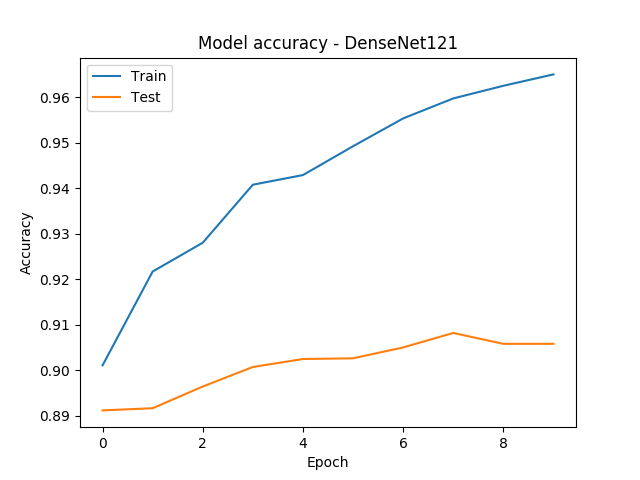 Model accuracy - DenseNet121
Train
Test
Accuracy
0.96
0.95
0.94
0.93
0.92
0.91
0.90
0.89
0 2 4 6 8
Epoch